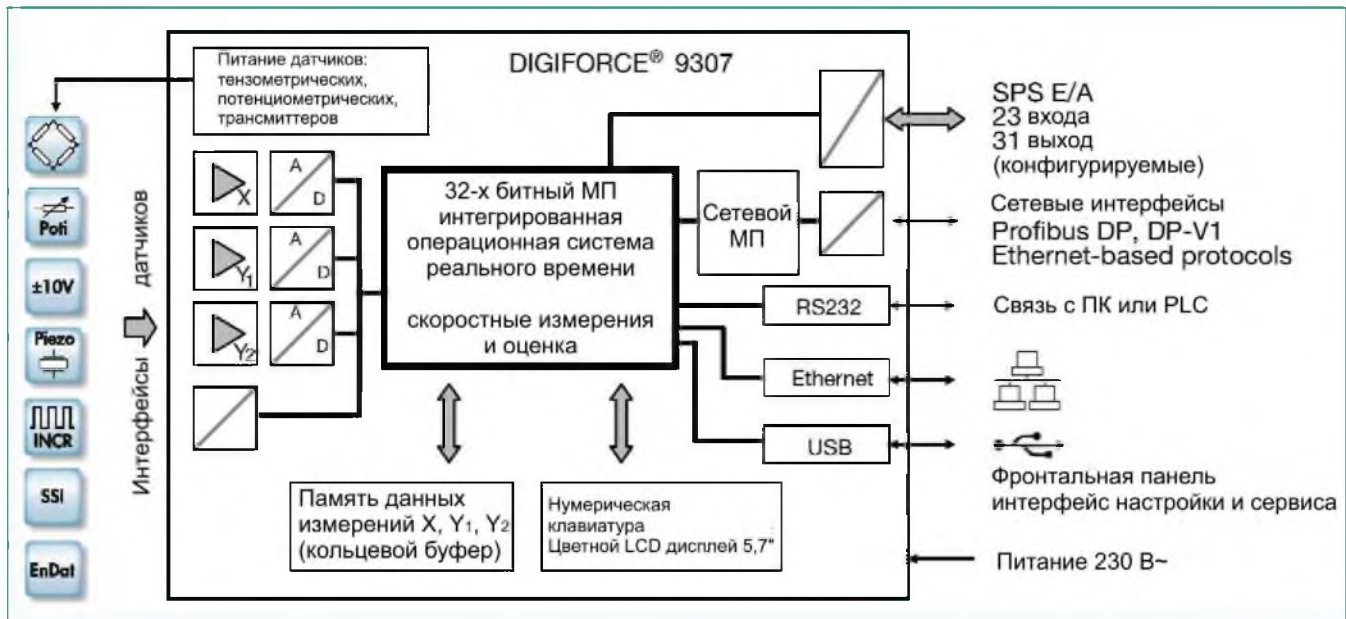 Питание датчиков:
тензометрических,
потенциометрических,
трансмиттеров
DIGIFORCE® 9307
Poti
±10V
Piezo
INCR
SSI
EnDat
Интерфейсы датчиков
X
A
D
Y1
A
D
Y2
A
D
32-х битный МП
интегрированная
операционная система
реального времени
скоростные измерения
и оценка
Сетевой
МП
RS232
Ethernet
USB
Память данных
измерений X, Y1, Y2
(кольцевой буфер)
Нумерическая
клавиатура
Цветной LCD дисплей 5,7"
SPS E/A
23 входа
31 выход
(конфигурируемые)
Сетевые интерфейсы
Profibus DP, DP-V1
Ethernet-based protocols
Связь с ПК или PLC
Фронтальная панель
интерфейс настройки и сервиса
Питание 230 В~